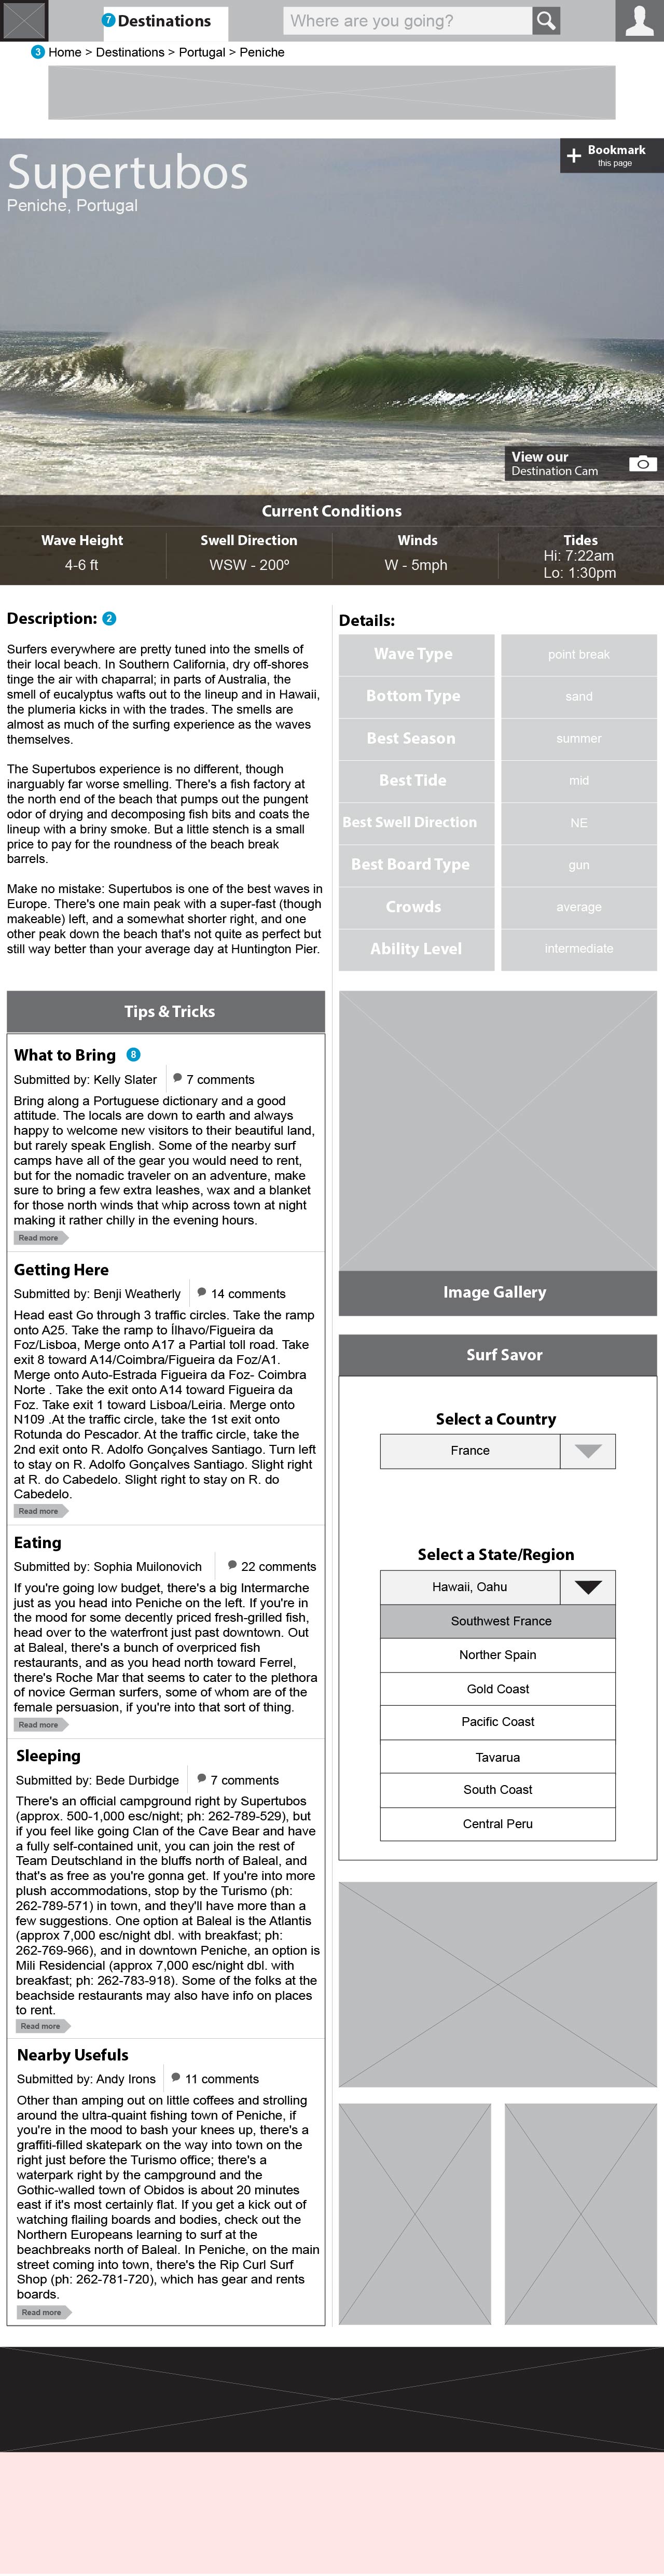 7 Destinations
Where are you going?
3 Home > Destinations > Portugal > Peniche
Supertubos
Peniche, Portugal
+ Bookmark
this page
View our
Destination Cam
Current Conditions
Wave Height
4-6 ft
Swell Direction
WSW - 200º
Winds
W - 5mph
Tides
Hi: 7:22am
Lo: 1:30pm
Description: 2
Surfers everywhere are pretty tuned into the smells of
their local beach. In Southern California, dry off-shores
tinge the air with chaparral; in parts of Australia, the
smell of eucalyptus wafts out to the lineup and in Hawaii,
the plumeria kicks in with the trades. The smells are
almost as much of the surfing experience as the waves
themselves.
The Supertubos experience is no different, though
inarguably far worse smelling. There's a fish factory at
the north end of the beach that pumps out the pungent
odor of drying and decomposing fish bits and coats the
lineup with a briny smoke. But a little stench is a small
price to pay for the roundness of the beach break
barrels.
Make no mistake: Supertubos is one of the best waves in
Europe. There's one main peak with a super-fast (though
makeable) left, and a somewhat shorter right, and one
other peak down the beach that's not quite as perfect but
still way better than your average day at Huntington Pier.
Details:
Wave Type point break
Bottom Type sand
Best Season summer
Best Tide mid
Best Swell Direction NE
Best Board Type gun
Crowds average
Ability Level intermediate
Tips & Tricks
What to Bring 8
Submitted by: Kelly Slater 7 comments
Bring along a Portuguese dictionary and a good
attitude. The locals are down to earth and always
happy to welcome new visitors to their beautiful land,
but rarely speak English. Some of the nearby surf
camps have all of the gear you would need to rent,
but for the nomadic traveler on an adventure, make
sure to bring a few extra leashes, wax and a blanket
for those north winds that whip across town at night
making it rather chilly in the evening hours.
Read more
Getting Here
Submitted by: Benji Weatherly 14 comments
Head east Go through 3 traffic circles. Take the ramp
onto A25. Take the ramp to Ílhavo/Figueira da
Foz/Lisboa, Merge onto A17 a Partial toll road. Take
exit 8 toward A14/Coimbra/Figueira da Foz/A1.
Merge onto Auto-Estrada Figueira da Foz- Coimbra
Norte . Take the exit onto A14 toward Figueira da
Foz. Take exit 1 toward Lisboa/Leiria. Merge onto
N109 .At the traffic circle, take the 1st exit onto
Rotunda do Pescador. At the traffic circle, take the
2nd exit onto R. Adolfo Gonçalves Santiago. Turn left
to stay on R. Adolfo Gonçalves Santiago. Slight right
at R. do Cabedelo. Slight right to stay on R. do
Cabedelo.
Read more
Eating
Submitted by: Sophia Muilonovich 22 comments
If you're going low budget, there's a big Intermarche
just as you head into Peniche on the left. If you're in
the mood for some decently priced fresh-grilled fish,
head over to the waterfront just past downtown. Out
at Baleal, there's a bunch of overpriced fish
restaurants, and as you head north toward Ferrel,
there's Roche Mar that seems to cater to the plethora
of novice German surfers, some of whom are of the
female persuasion, if you're into that sort of thing.
Read more
Sleeping
Submitted by: Bede Durbidge 7 comments
There's an official campground right by Supertubos
(approx. 500-1,000 esc/night; ph: 262-789-529), but
if you feel like going Clan of the Cave Bear and have
a fully self-contained unit, you can join the rest of
Team Deutschland in the bluffs north of Baleal, and
that's as free as you're gonna get. If you're into more
plush accommodations, stop by the Turismo (ph:
262-789-571) in town, and they'll have more than a
few suggestions. One option at Baleal is the Atlantis
(approx 7,000 esc/night dbl. with breakfast; ph:
262-769-966), and in downtown Peniche, an option is
Mili Residencial (approx 7,000 esc/night dbl. with
breakfast; ph: 262-783-918). Some of the folks at the
beachside restaurants may also have info on places
to rent.
Read more
Nearby Usefuls
Submitted by: Andy Irons 11 comments
Other than amping out on little coffees and strolling
around the ultra-quaint fishing town of Peniche, if
you're in the mood to bash your knees up, there's a
graffiti-filled skatepark on the way into town on the
right just before the Turismo office; there's a
waterpark right by the campground and the
Gothic-walled town of Obidos is about 20 minutes
east if it's most certainly flat. If you get a kick out of
watching flailing boards and bodies, check out the
Northern Europeans learning to surf at the
beachbreaks north of Baleal. In Peniche, on the main
street coming into town, there's the Rip Curl Surf
Shop (ph: 262-781-720), which has gear and rents
boards.
Read more
Image Gallery
Surf Savor
Select a Country
France
Select a State/Region
Hawaii, Oahu
Southwest France
Norther Spain
Gold Coast
Pacific Coast
Tavarua
South Coast
Central Peru